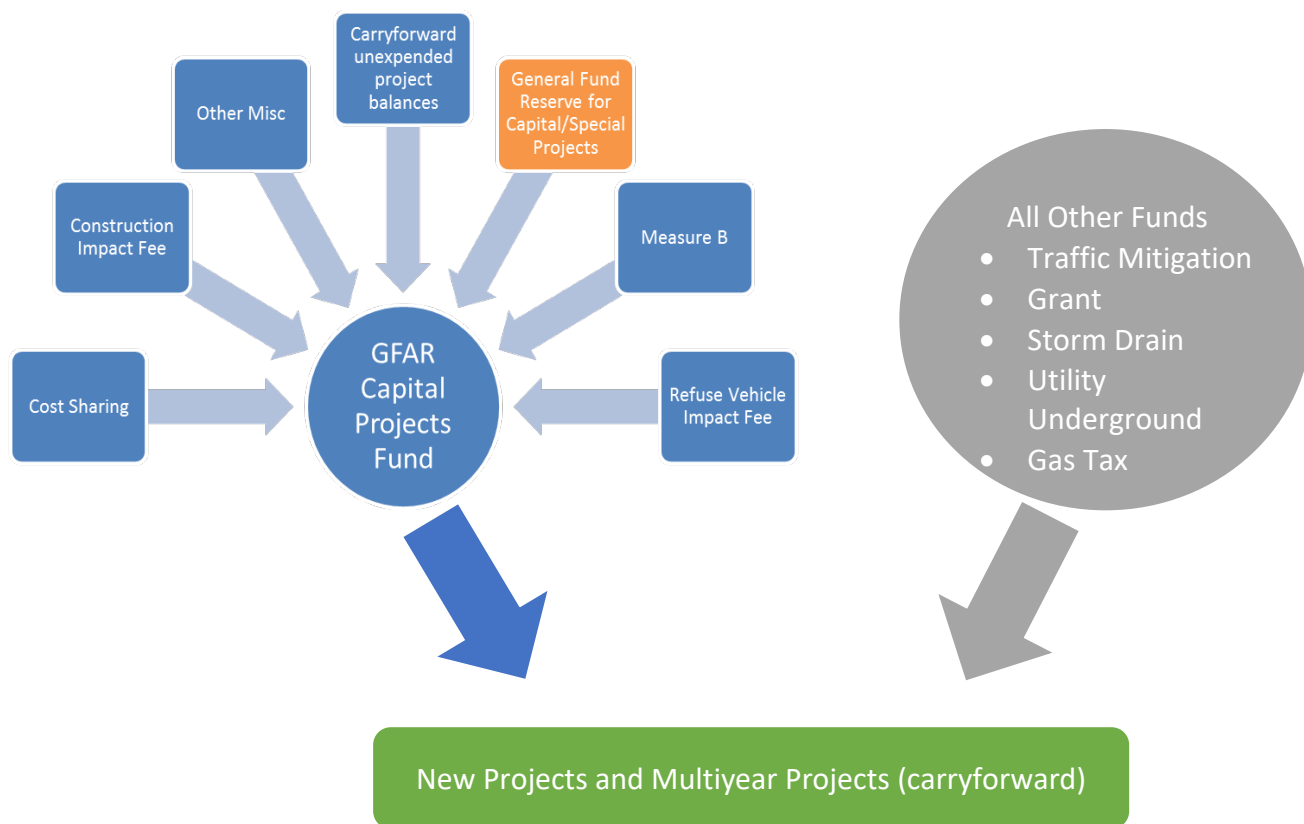 Carryforward
unexpended
project
balances
General Fund
Reserve for
Capital/Special
Projects
Other Misc
Construction
Impact Fee
Measure B
Cost Sharing
Refuse Vehicle
Impact Fee
GFAR
Capital
Projects
Fund
All Other Funds
• Traffic Mitigation
• Grant
• Storm Drain
• Utility
Underground
• Gas Tax
New Projects and Multiyear Projects (carryforward)